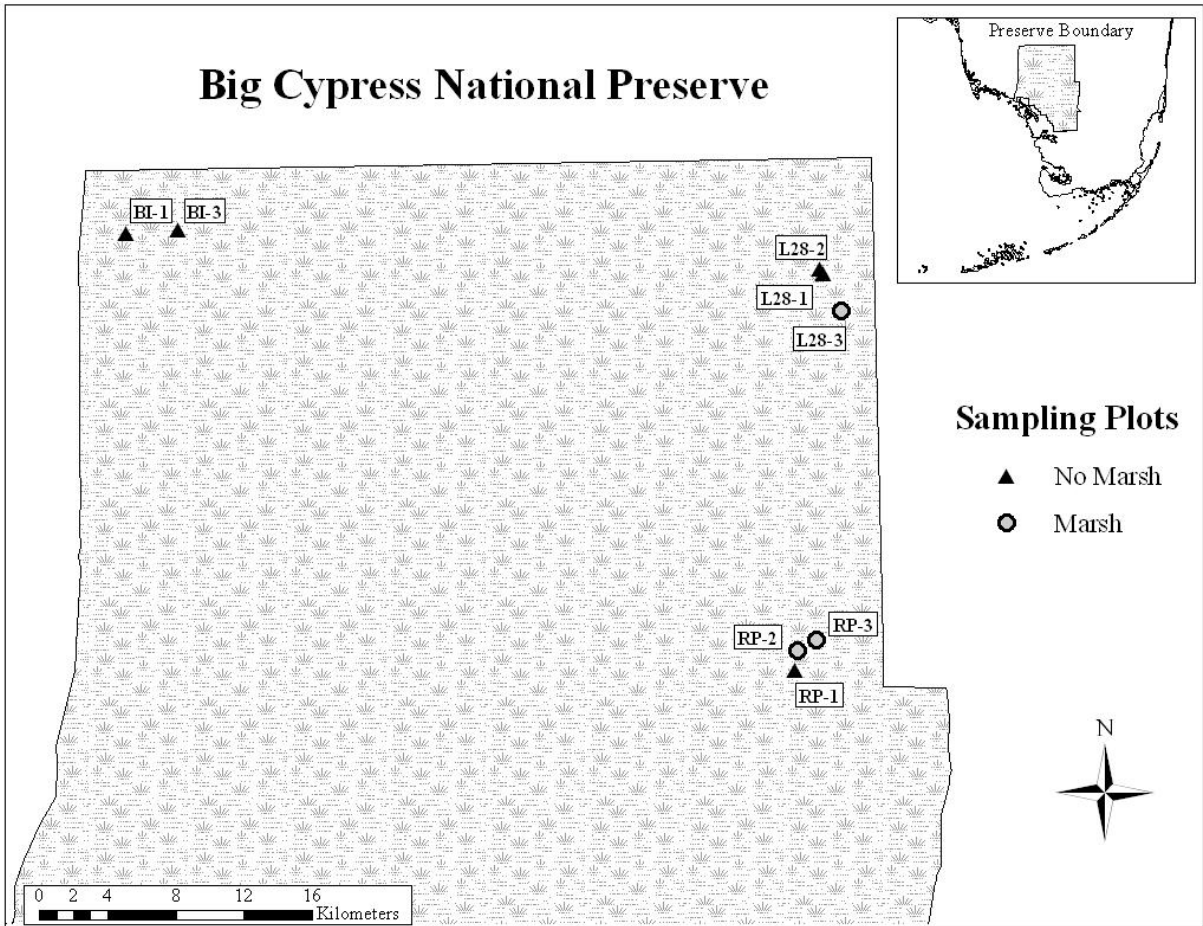 Preserve Boundary
Big Cypress National Preserve
BI-1
BI-3
L28-2
L28-1
L28-3
Sampling Plots
No Marsh
Marsh
RP-3
RP-2
RP-1
N
0 2 4 8 12 16
Kilometers